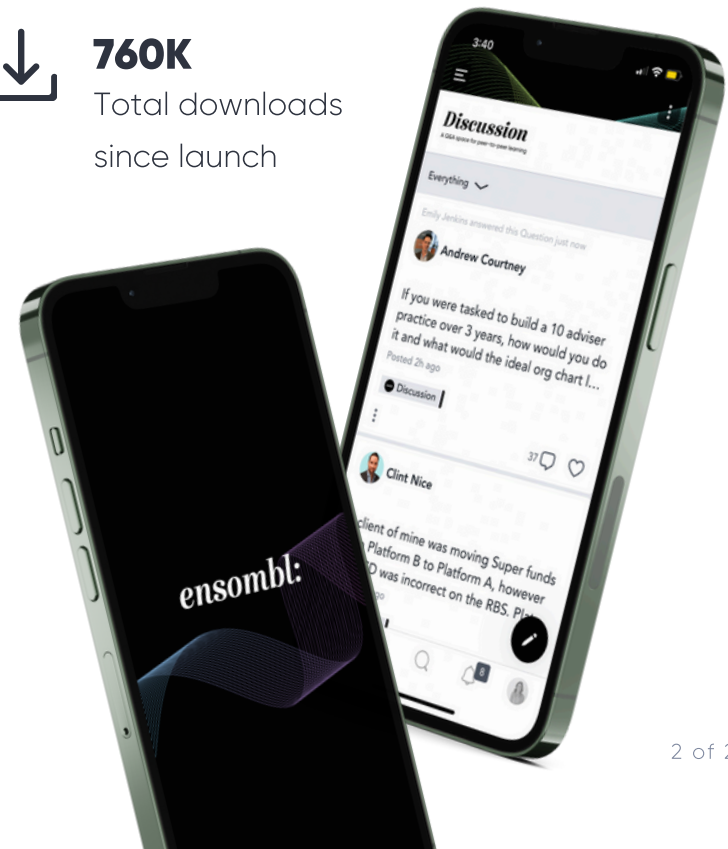 760K
Total downloads
since launch
3:40
Discussion
A Q&A space for peer-to-peer learning
Everything
Emily Jenkins answered this Question just now
Andrew Courtney
If you were tasked to build a 10 adviser
practice over 3 years, how would you do
it and what would the ideal org chart l...
Posted 2h ago
Discussion
37
Clint Nice
client of mine was moving Super funds
Platform B to Platform A, however
D was incorrect on the RBS.
ago
ensombl:
2 of 2